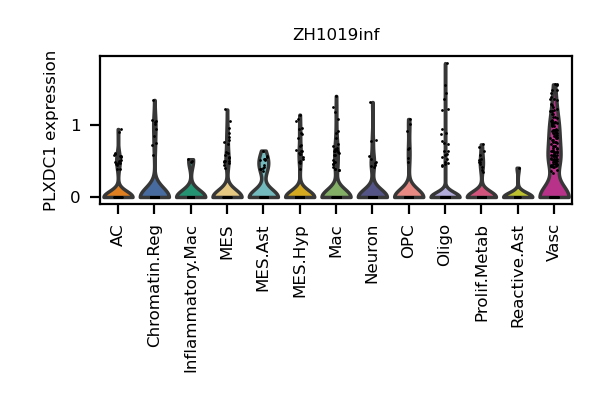 ZH1019inf
PLXDC1 expression
1
0
AC
Chromatin.Reg
Inflammatory.Mac
MES
MES.Ast
MES.Hyp
Mac
Neuron
OPC
Oligo
Prolif.Metab
Reactive.Ast
Vasc